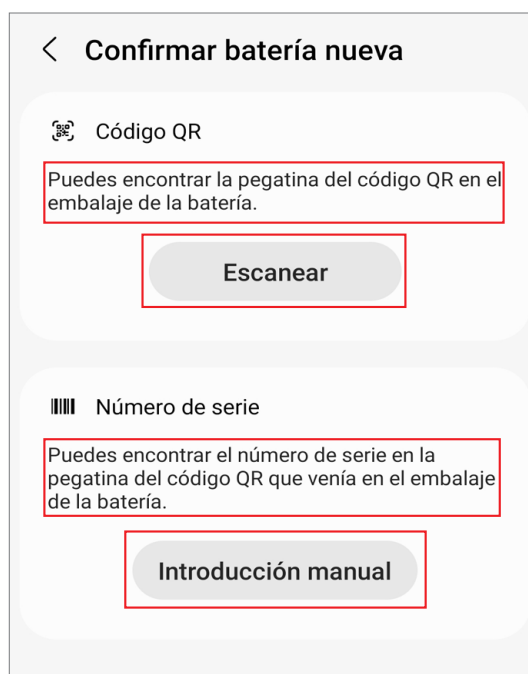 Confirmar batería nueva
Código QR
Puedes encontrar la pegatina del código QR en el
embalaje de la batería.
Escanear
Número de serie
Puedes encontrar el número de serie en la
pegatina del código QR que venía en el embalaje
de la batería.
Introducción manual